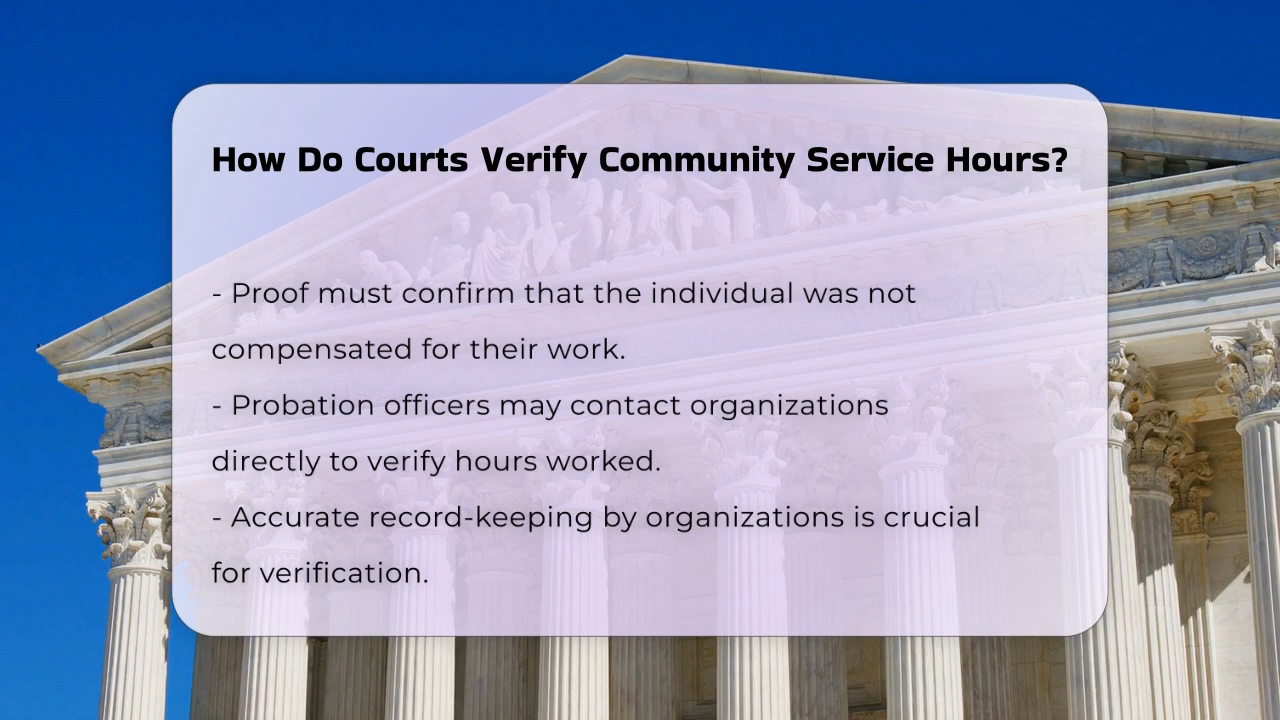 How Do Courts Verify Community Service Hours?
- Proof must confirm that the individual was not
compensated for their work.
- Probation officers may contact organizations
directly to verify hours worked.
- Accurate record-keeping by organizations is crucial
for verification.